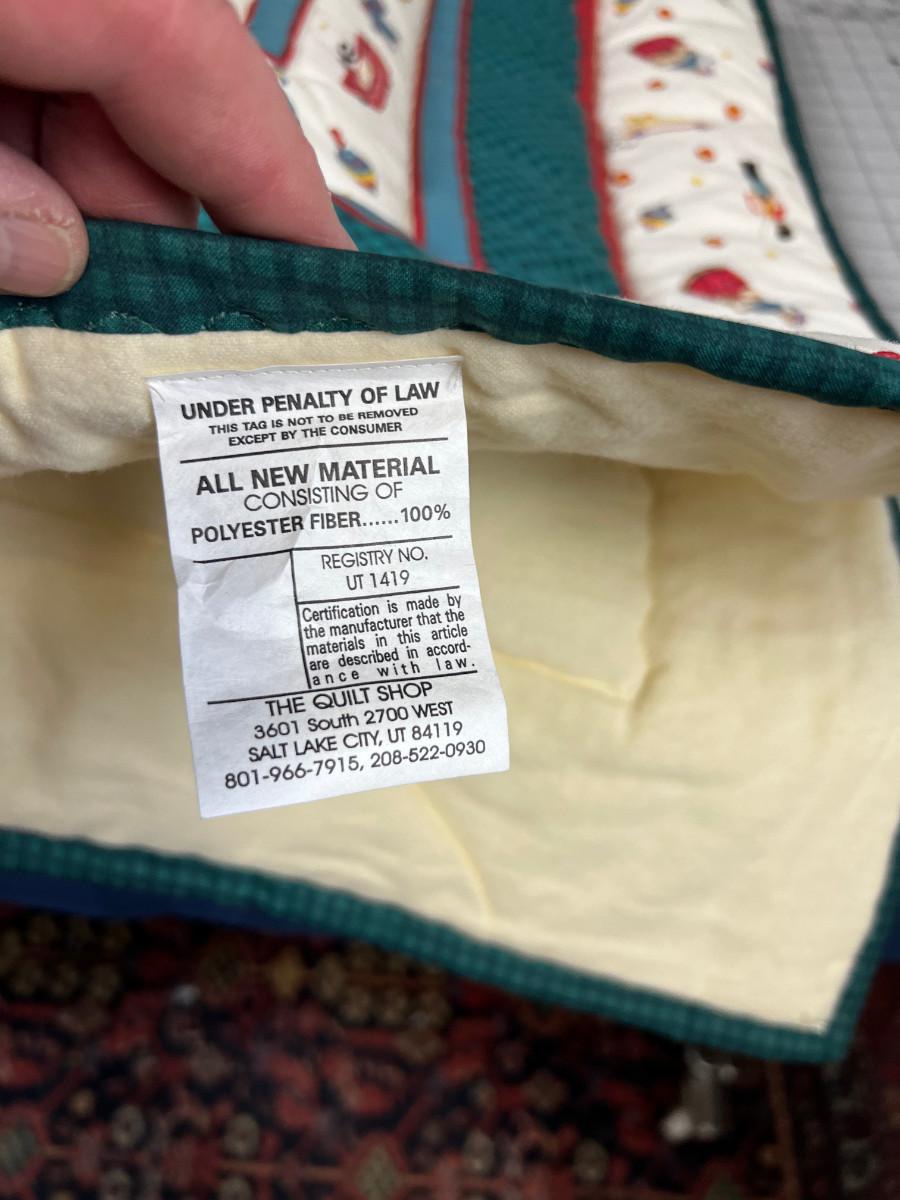 UNDER PENALTY OF LAW
THIS TAG IS NOT TO BE REMOVED
EXCEPT BY THE CONSUMER
ALL NEW MATERIAL
CONSISTING OF
POLYESTER FIBER......100%
REGISTRY NO.
UT 1419
Certification is made by
the manufacturer that the
materials in this article
are described in accord-
ance with law.
THE QUILT SHOP
3601 South 2700 WEST
SALT LAKE CITY, UT 84119
801-966-7915, 208-522-0930